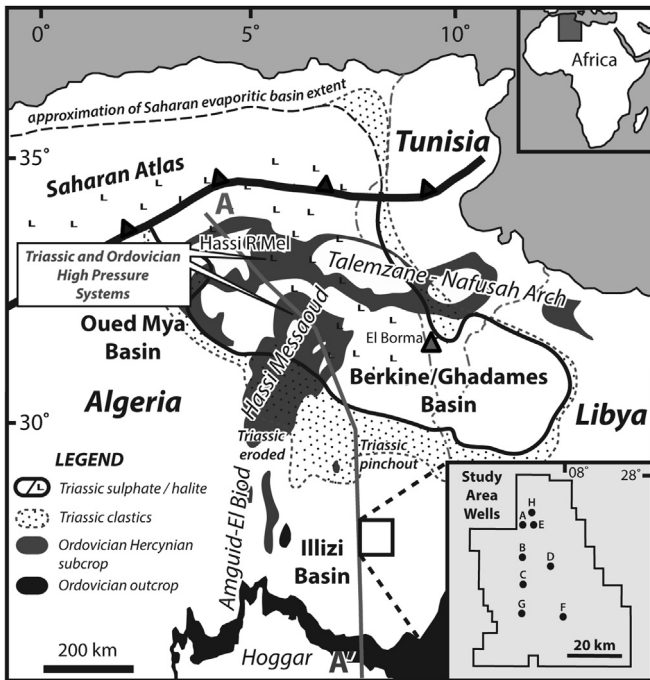 0°
5°
10°
Africa
approximation of Saharan evaporitic basin extent
35°
Tunisia
Saharan Atlas
A
Hassi R'Mel
Triassic and Ordovician
High Pressure
Systems
Talemzane - Nafusah Arch
Oued Mya
Basin
Hassi Messaoud
El Borma
Berkine/Ghadames
Basin
Algeria
Libya
30°
Triassic
eroded
Triassic
pinchout
LEGEND
L
Triassic sulphate / halite
Triassic clastics
Ordovician Hercynian
subcrop
Ordovician outcrop
Amguid-El Biod
Illizi
Basin
200 km
Hoggar
A'
08°
28°
Study
Area
Wells
H
A
E
B
D
C
G
F
20 km